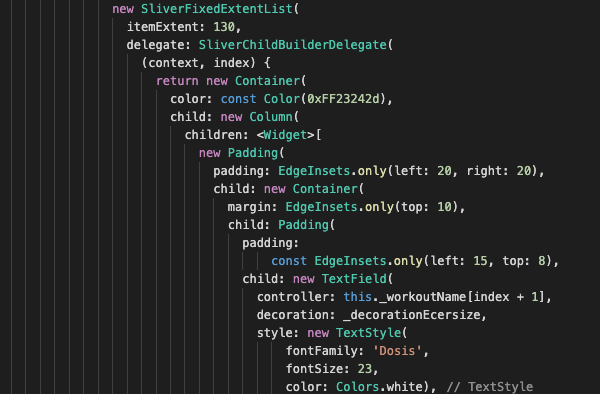 new SliverFixedExtentList(
itemExtent: 130,
delegate: SliverChildBuilderDelegate(
(context, index) {
return new Container(
color: const Color(0xFF23242d),
child: new Column(
children: <Widget>[
new Padding(
padding: EdgeInsets.only(left: 20, right: 20),
child: new Container(
margin: EdgeInsets.only(top: 10),
child: Padding(
padding:
const EdgeInsets.only(left: 15, top: 8),
child: new TextField(
controller: this._workoutName[index + 1],
decoration: _decorationEcersize,
style: new TextStyle(
fontFamily: 'Dosis',
fontSize: 23,
color: Colors.white), // TextStyle